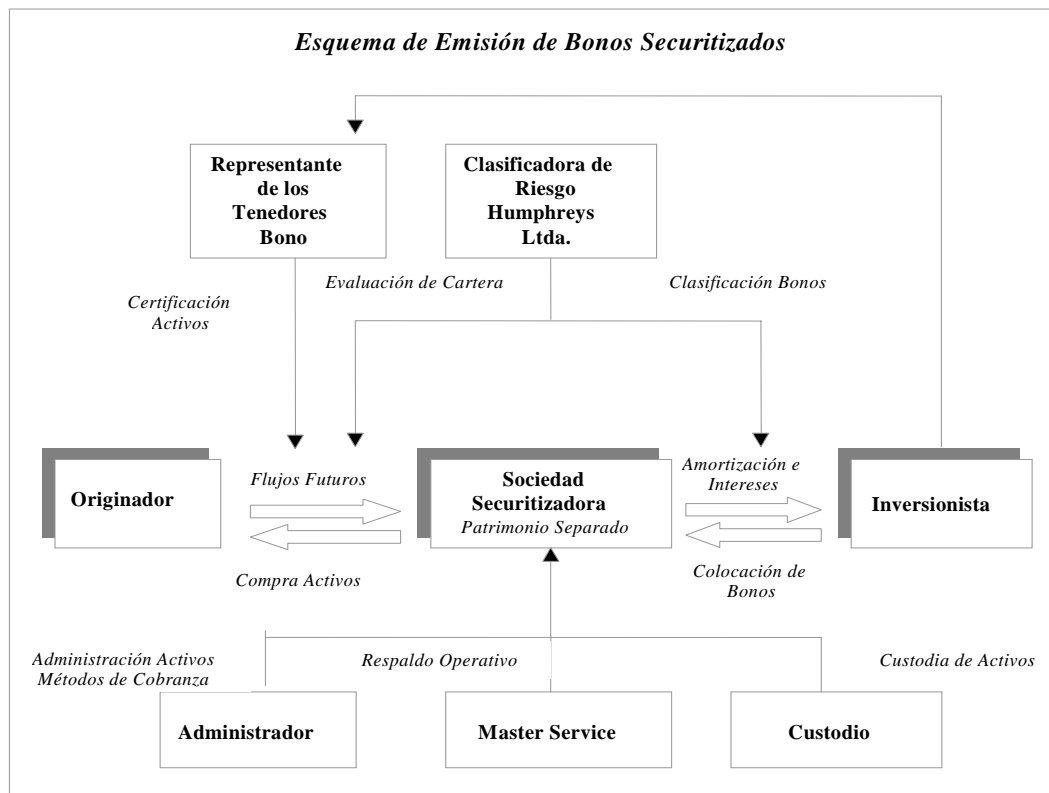 Esquema de Emisión de Bonos Securitizados
Representante
de los
Tenedores
Bono
Clasificadora de
Riesgo
Humphreys
Ltda.
Certificación
Activos
Evaluación de Cartera
Clasificación Bonos
Originador
Flujos Futuros
Compra Activos
Sociedad
Securitizadora
Patrimonio Separado
Amortización e
Intereses
Colocación de
Bonos
Inversionista
Administración Activos
Métodos de Cobranza
Respaldo Operativo
Custodia de Activos
Administrador
Master Service
Custodio